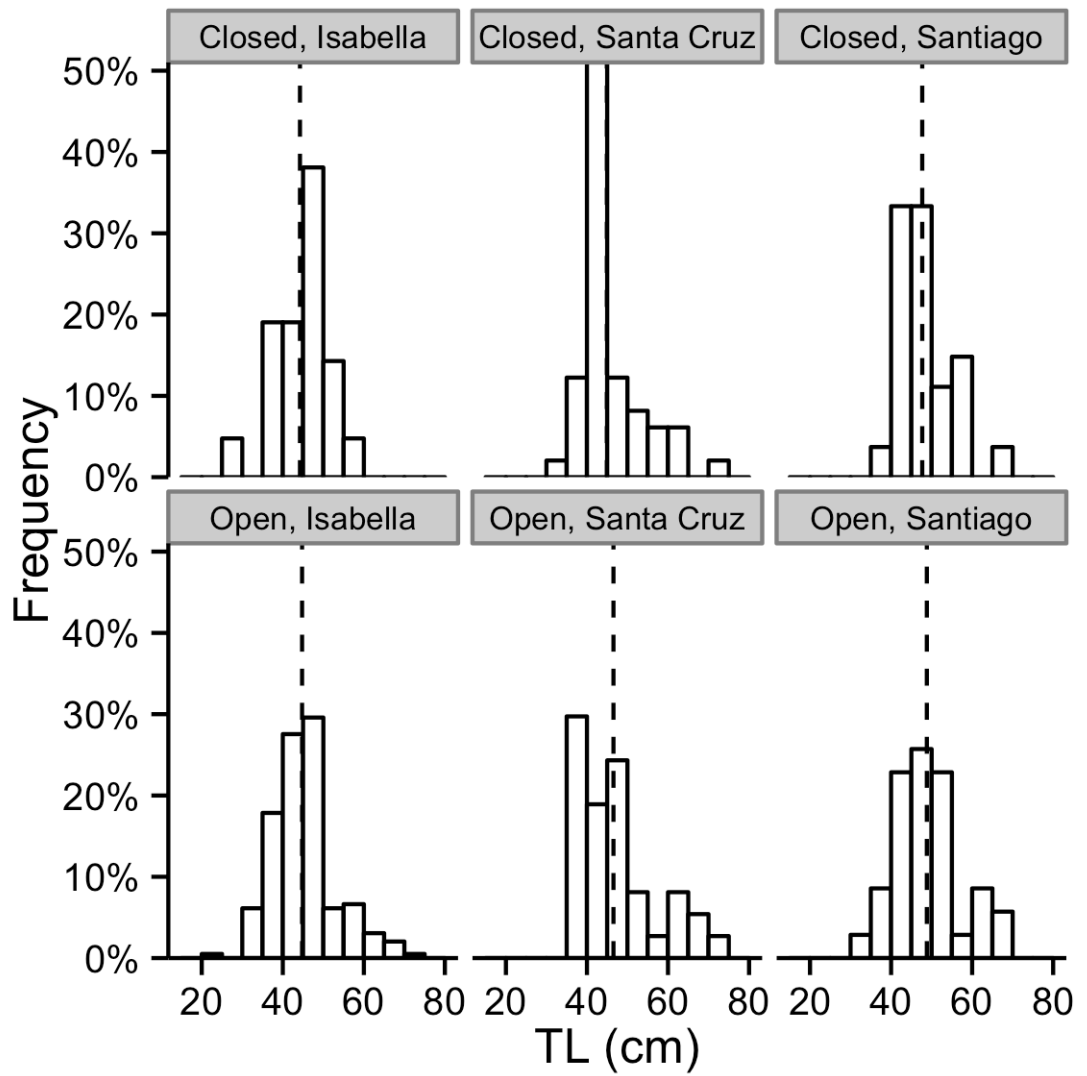 Closed, Isabella
Closed, Santa Cruz
Closed, Santiago
50%
40%
30%
20%
10%
0%
Frequency
Open, Isabella
Open, Santa Cruz
Open, Santiago
50%
40%
30%
20%
10%
0%
20 40 60 80 20 40 60 80 20 40 60 80
TL (cm)